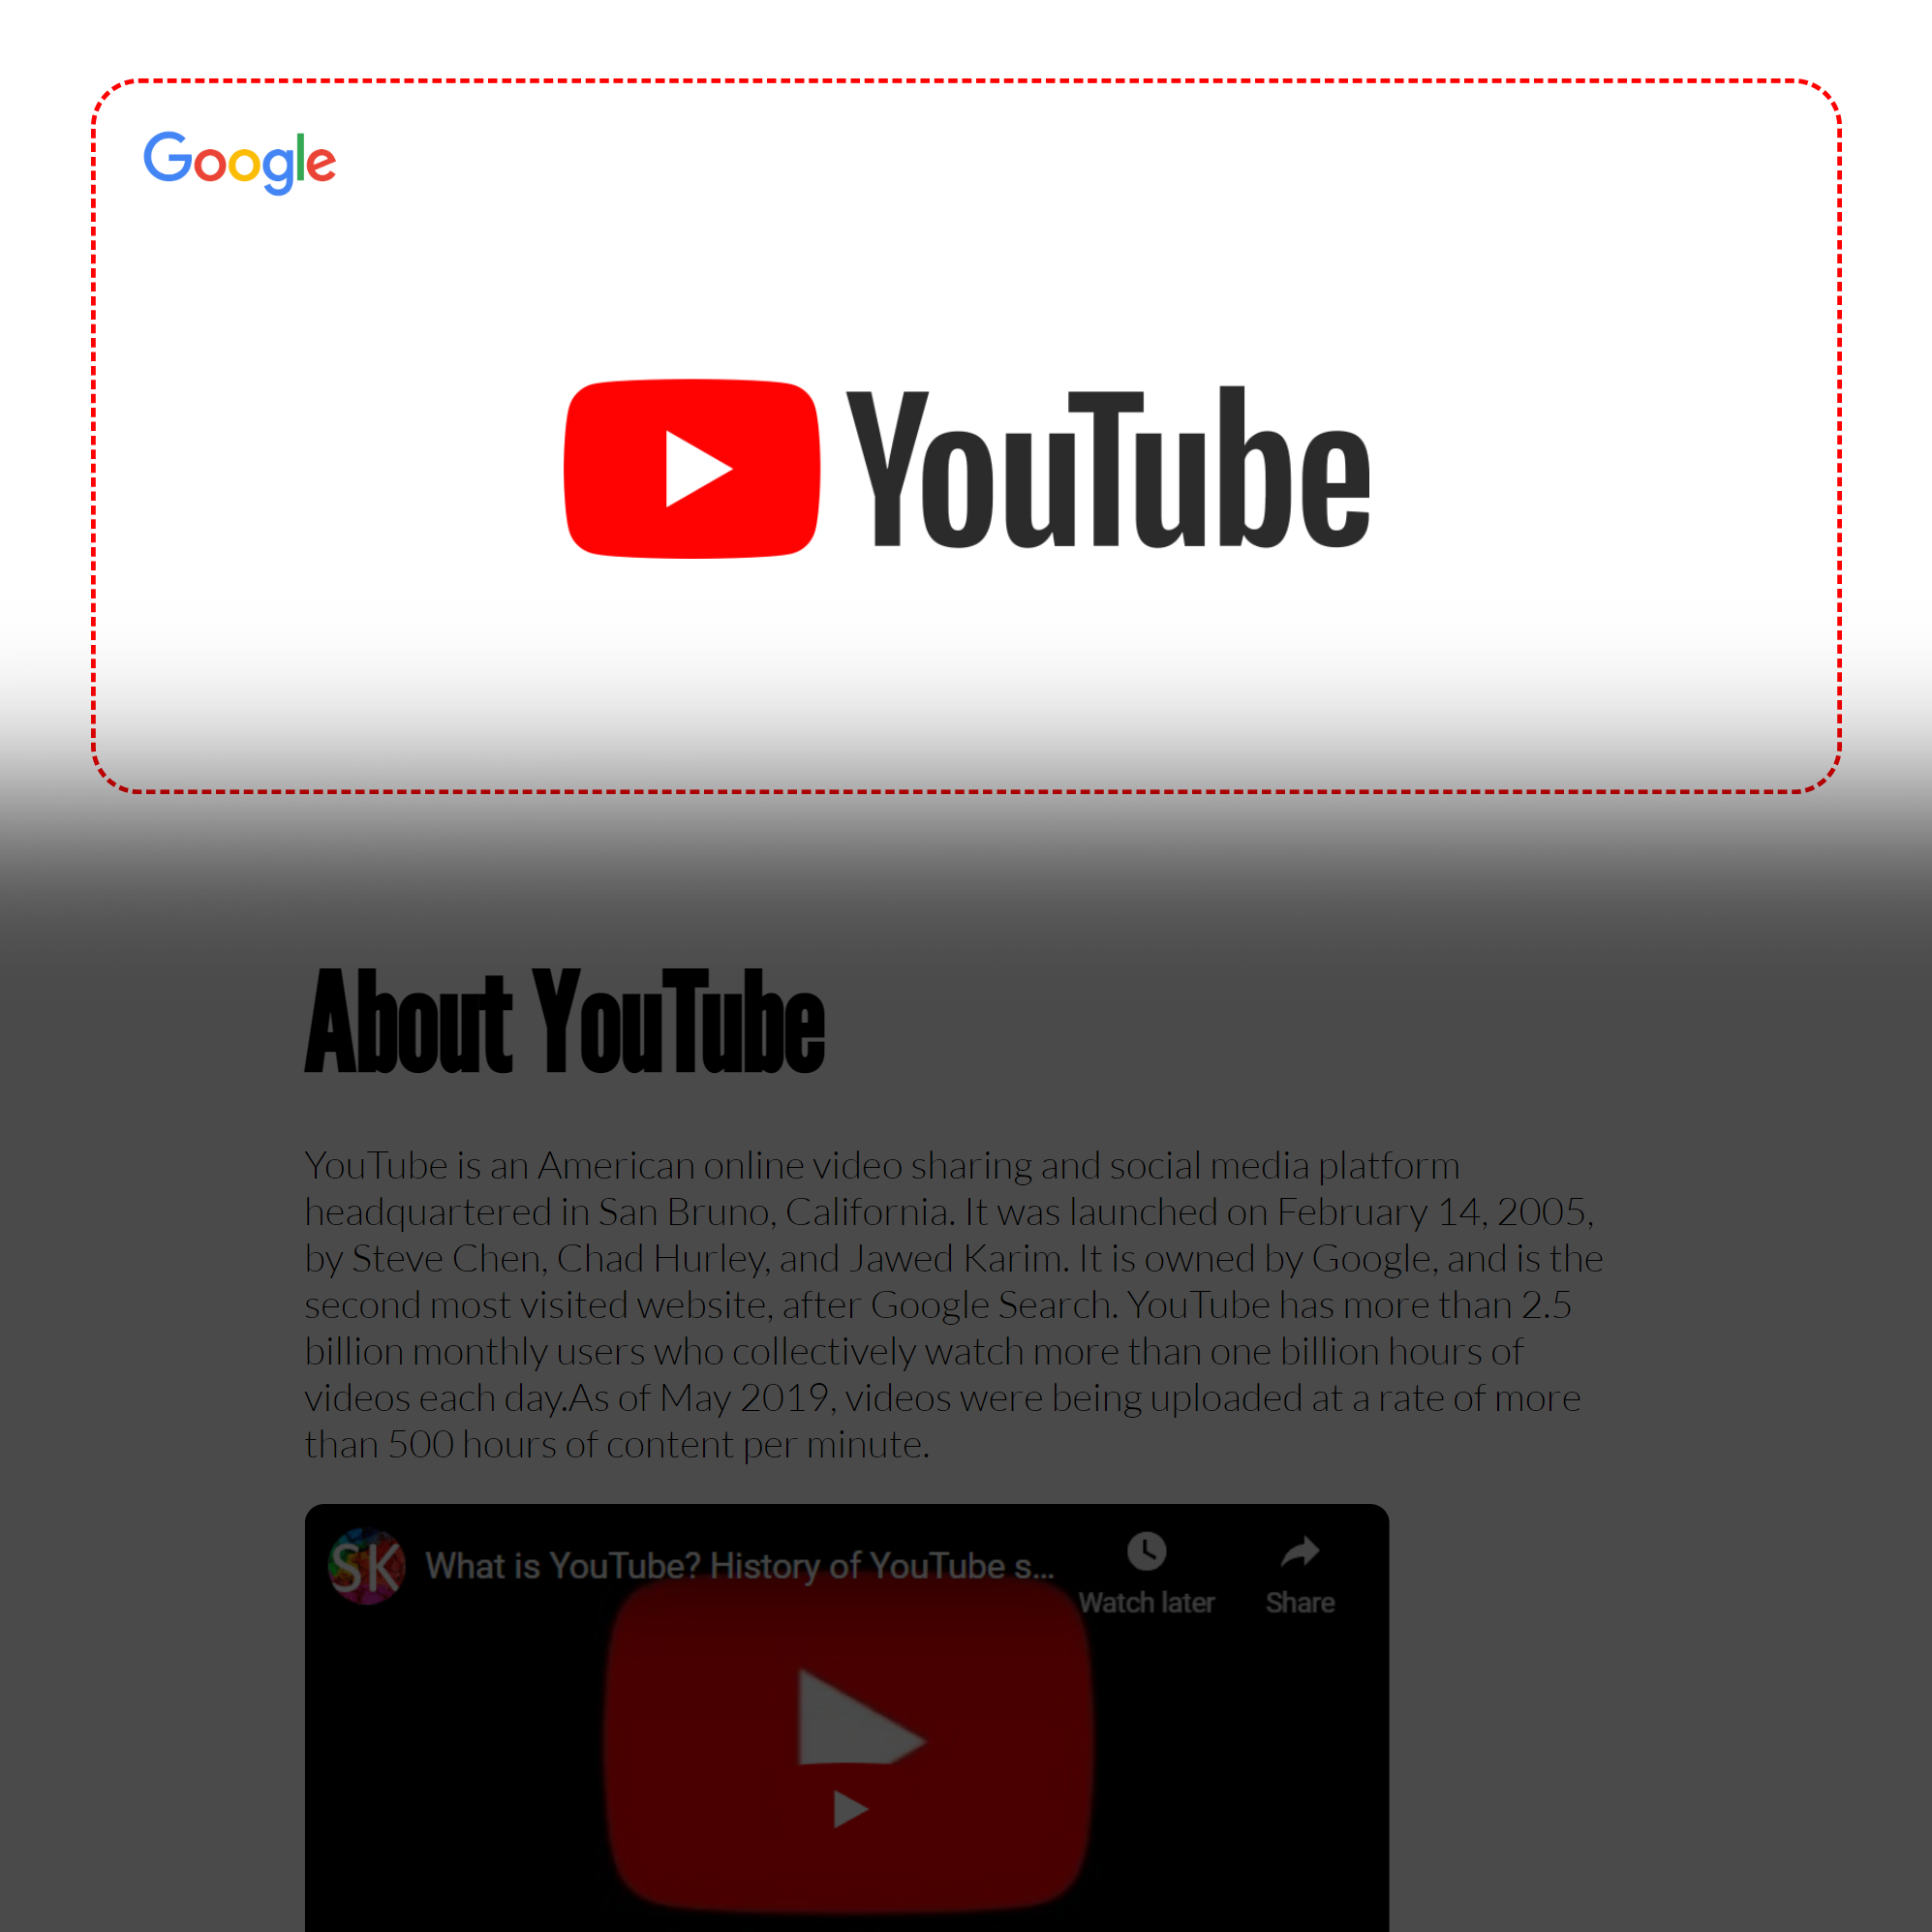 Google
YouTube
About YouTube
YouTube is an American online video sharing and social media platform
headquartered in San Bruno, California. It was launched on February 14, 2005,
by Steve Chen, Chad Hurley, and Jawed Karim. It is owned by Google, and is the
second most visited website, after Google Search. YouTube has more than 2.5
billion monthly users who collectively watch more than one billion hours of
videos each day.As of May 2019, videos were being uploaded at a rate of more
than 500 hours of content per minute.
SK What is YouTube? History of YouTube s...
Watch later Share